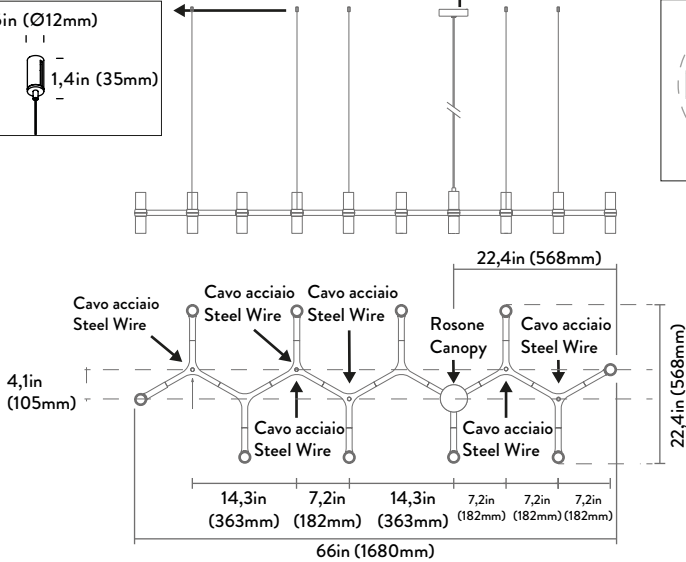 (Ø12mm)
1,4in (35mm)
22,4in (568mm)
Cavo acciaio
Steel Wire
Cavo acciaio
Steel Wire
Cavo acciaio
Steel Wire
Rosone
Canopy
Cavo acciaio
Steel Wire
4,1in
(105mm)
22,4in (568mm)
Cavo acciaio
Steel Wire
Cavo acciaio
Steel Wire
14,3in
(363mm)
7,2in
(182mm)
14,3in
(363mm)
7,2in
(182mm)
7,2in
(182mm)
7,2in
(182mm)
66in (1680mm)